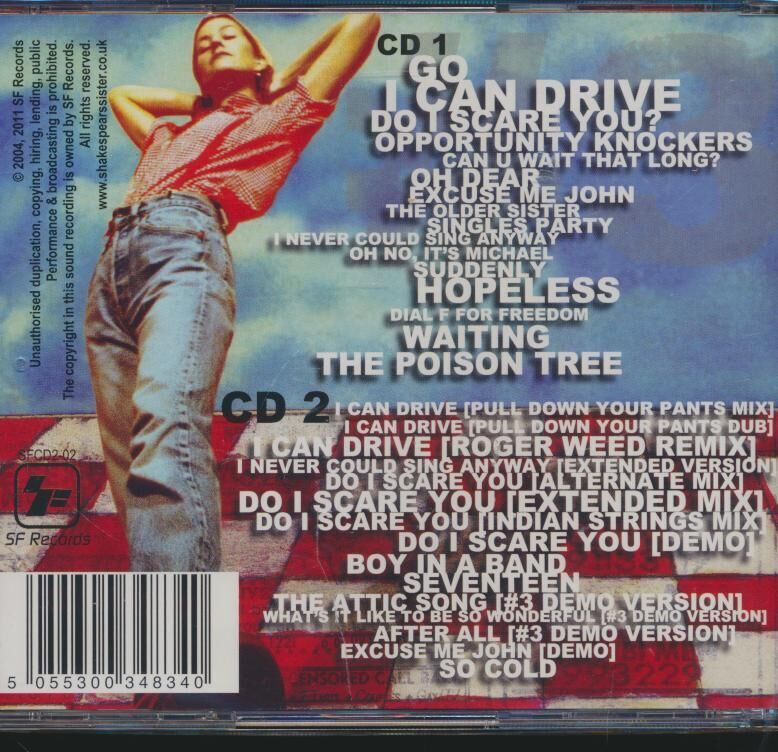 CD 1
GO
I CAN DRIVE
DO I SCARE YOU?
OPPORTUNITY KNOCKERS
CAN U WAIT THAT LONG?
OH DEAR
EXCUSE ME JOHN
THE OLDER SISTER
SINGLES PARTY
I NEVER COULD SING ANYWAY
OH NO, IT'S MICHAEL
SUDDENLY
HOPELESS
DIAL F FOR FREEDOM
WAITING
THE POISON TREE
CD 2
I CAN DRIVE [PULL DOWN YOUR PANTS MIX]
I CAN DRIVE [PULL DOWN YOUR PANTS DUB]
I CAN DRIVE [ROGER WEED REMIX]
I NEVER COULD SING ANYWAY [EXTENDED VERSION]
DO I SCARE YOU [ALTERNATE MIX]
DO I SCARE YOU [EXTENDED MIX]
DO I SCARE YOU [INDIAN STRINGS MIX]
DO I SCARE YOU [DEMO]
BOY IN A BAND
SEVENTEEN
THE ATTIC SONG [#3 DEMO VERSION]
WHAT'S IT LIKE TO BE SO WONDERFUL [#3 DEMO VERSION]
AFTER ALL [#3 DEMO VERSION]
EXCUSE ME JOHN [DEMO]
SO COLD
© 2004, 2011 SF Records
Unauthorised duplication, copying, hiring, lending, public
Performance & broadcasting is prohibited.
The copyright in this sound recording is owned by SF Records.
All rights reserved.
www.shakespearssister.co.uk
SFCD2-02
SF Records
5 055300 348340
CENSORED CALL
993229